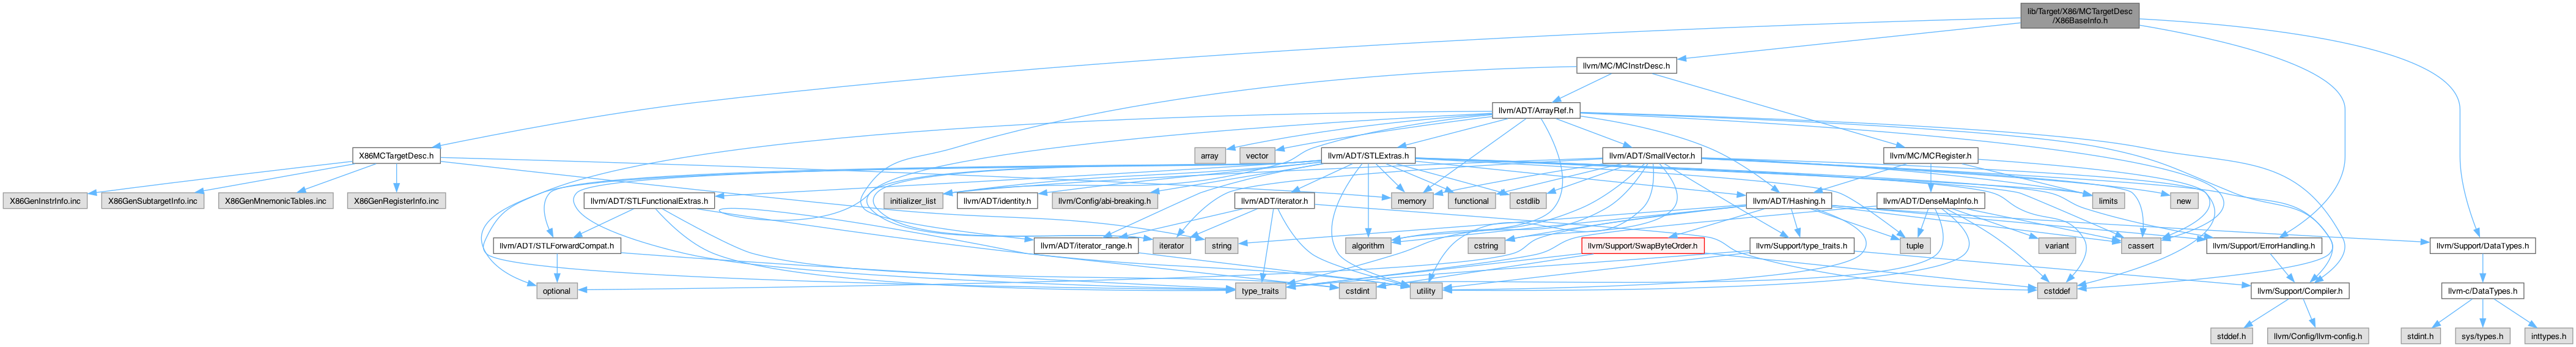 lib/Target/X86/MCTargetDesc
/X86BaseInfo.h
llvm/MC/MCInstrDesc.h
llvm/ADT/ArrayRef.h
X86MCTargetDesc.h
array
vector
llvm/ADT/STLExtras.h
llvm/ADT/SmallVector.h
llvm/MC/MCRegister.h
X86GenInstrInfo.inc
X86GenSubtargetInfo.inc
X86GenMnemonicTables.inc
X86GenRegisterInfo.inc
llvm/ADT/STLFunctionalExtras.h
initializer_list
llvm/ADT/identity.h
llvm/Config/abi-breaking.h
llvm/ADT/iterator.h
memory
functional
cstdlib
llvm/ADT/Hashing.h
llvm/ADT/DenseMapInfo.h
limits
new
llvm/ADT/STLForwardCompat.h
llvm/ADT/iterator_range.h
iterator
string
algorithm
cstring
llvm/Support/SwapByteOrder.h
llvm/Support/type_traits.h
tuple
variant
cassert
llvm/Support/ErrorHandling.h
llvm/Support/DataTypes.h
optional
type_traits
cstdint
utility
cstddef
llvm/Support/Compiler.h
llvm-c/DataTypes.h
stddef.h
llvm/Config/llvm-config.h
stdint.h
sys/types.h
inttypes.h